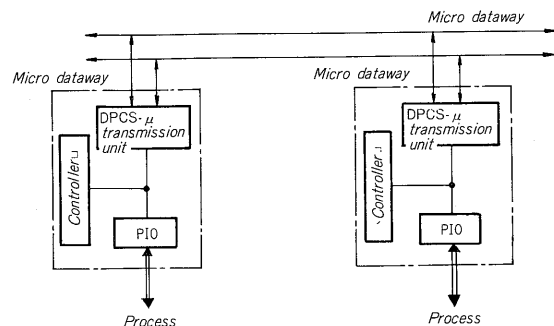 Micro dataway
Micro dataway
Micro dataway
DPCS-μ
transmission
unit
Controller
PIO
Process
DPCS-μ
transmission
unit
Controller
PIO
Process